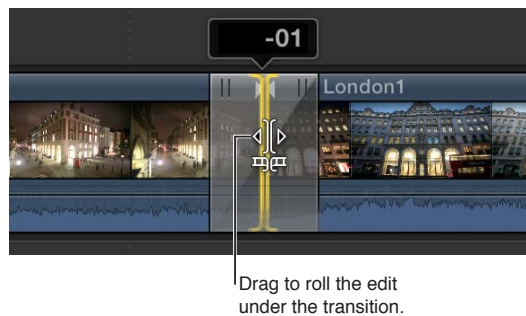 -01
London1
Drag to roll the edit
under the transition.